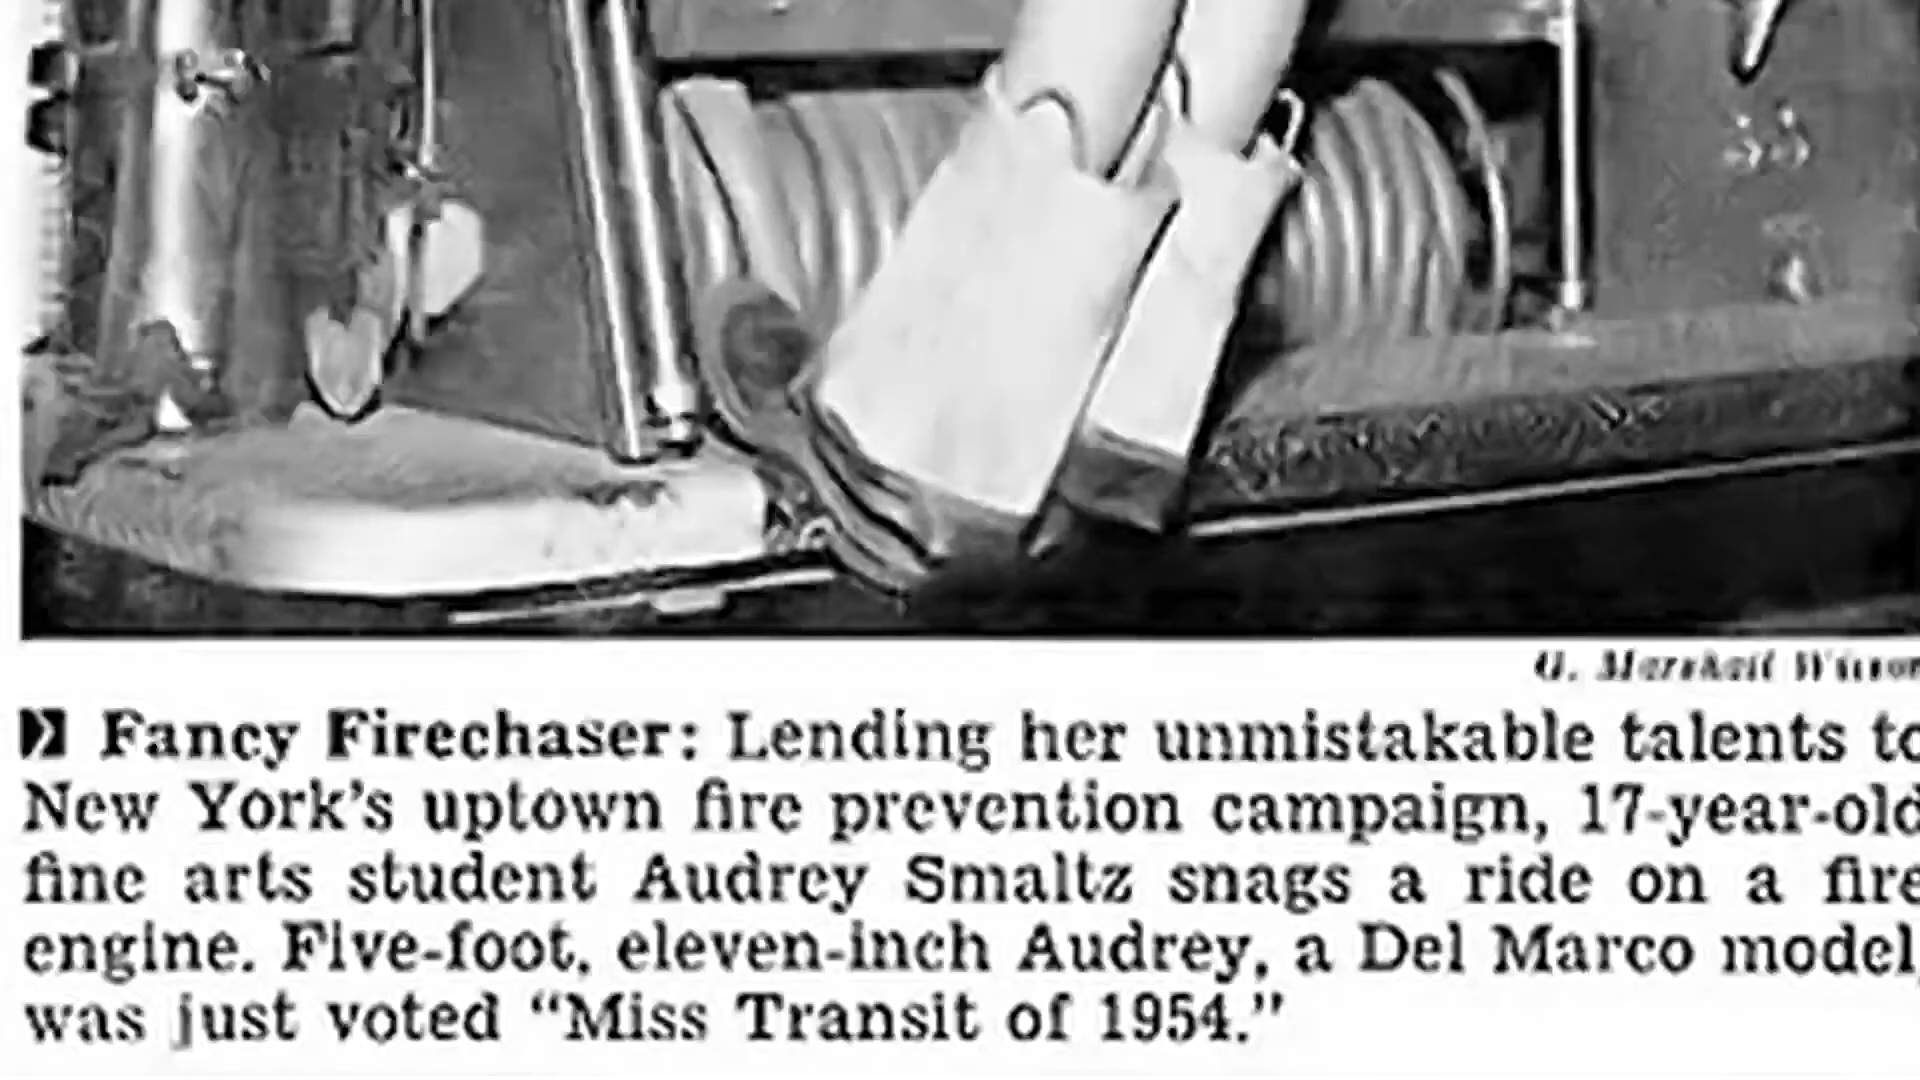 G. Marshall Wilson
Fancy Firechaser: Lending her unmistakable talents to
New York's uptown fire prevention campaign, 17-year-old
fine arts student Audrey Smaltz snags a ride on a fire
engine. Five-foot, eleven-inch Audrey, a Del Marco model,
was just voted "Miss Transit of 1954."